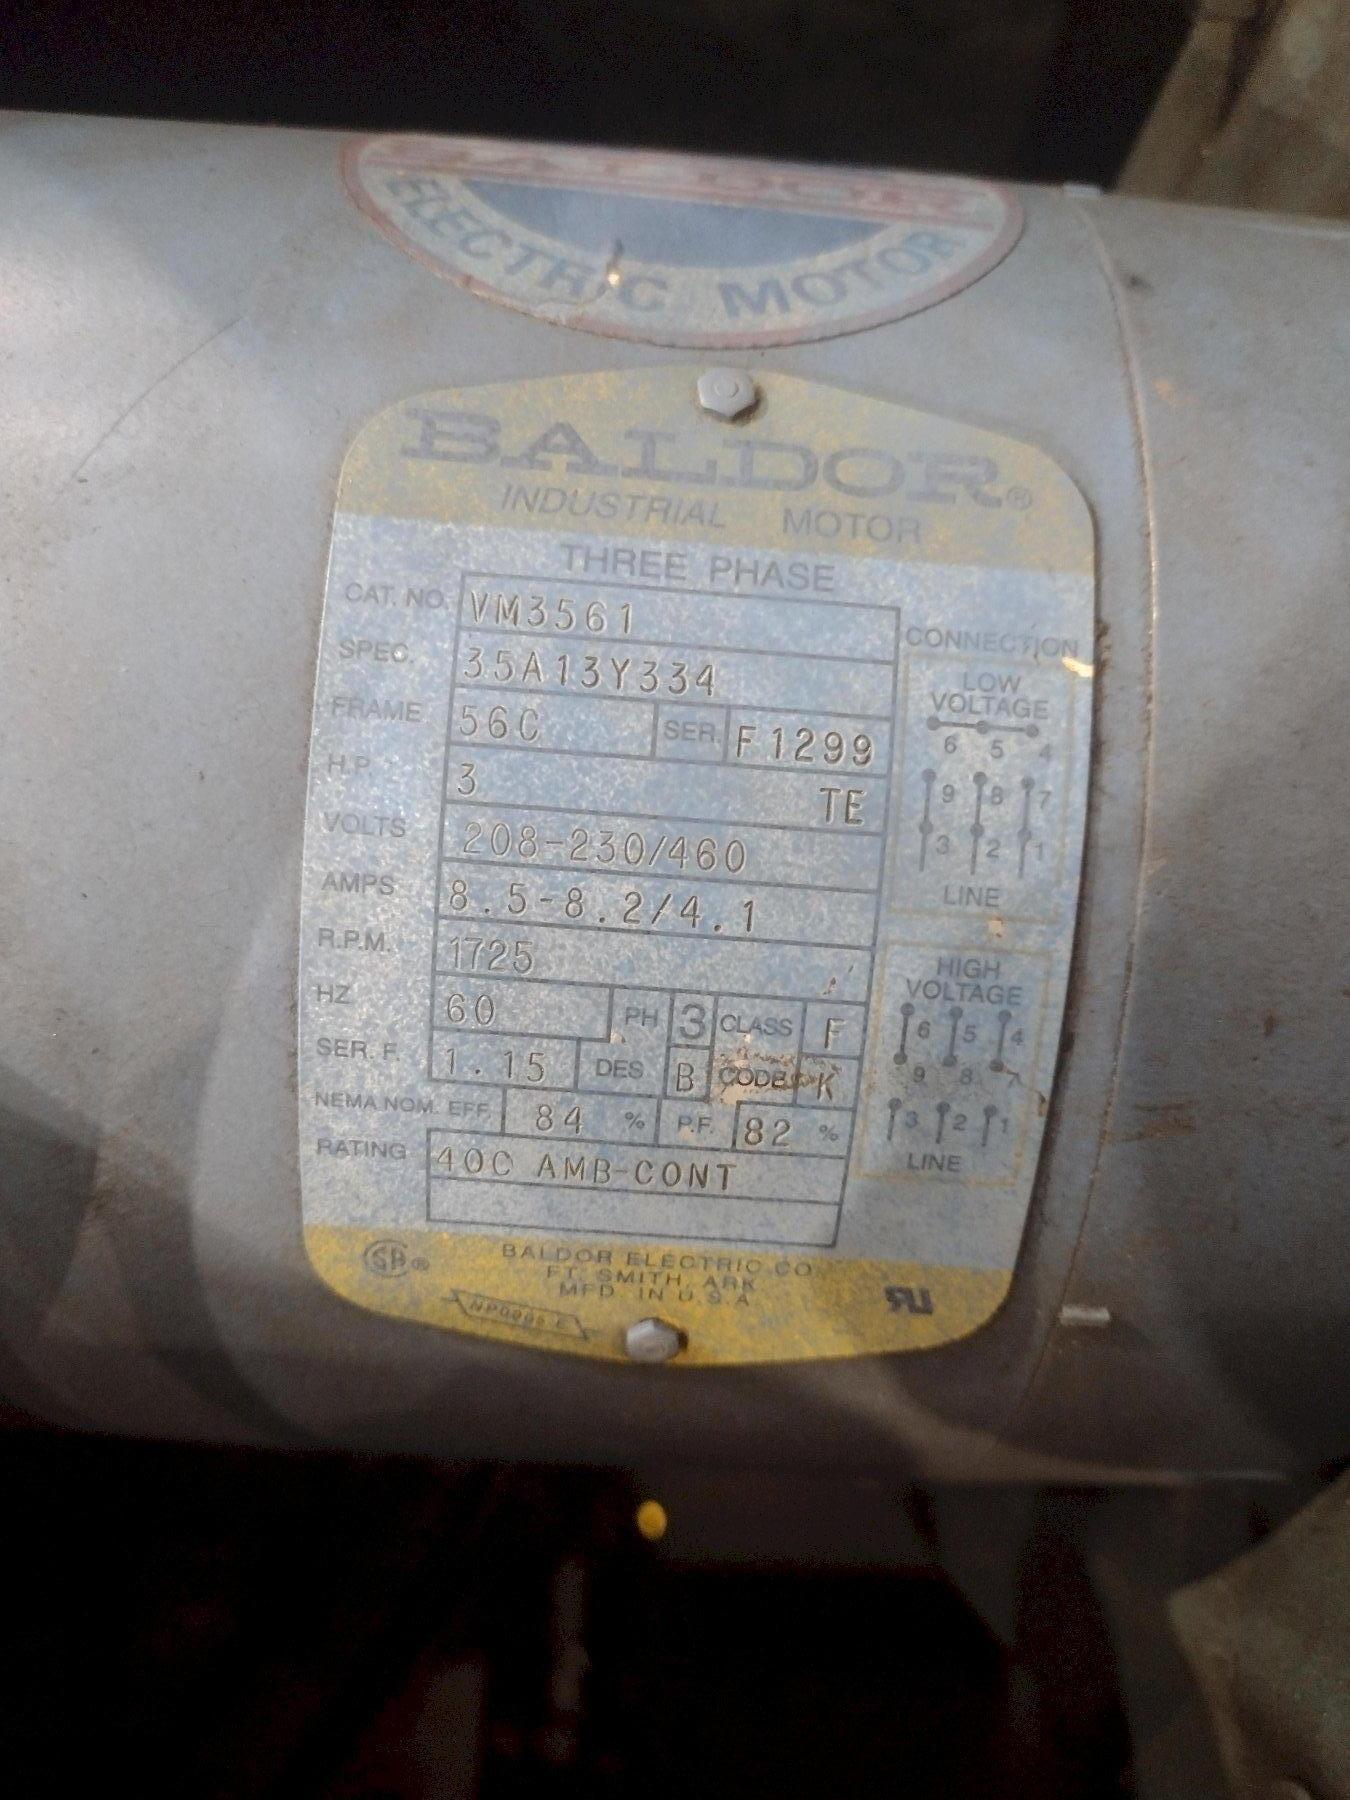 BALDOR
ELECTRIC MOTOR
BALDOR®
INDUSTRIAL MOTOR
THREE PHASE
CAT. NO. VM3561
SPEC. 35A13Y334
FRAME 56C SER. F1299
H.P. 3 TE
VOLTS 208-230/460
AMPS 8.5-8.2/4.1
R.P.M. 1725
HZ 60 PH 3 CLASS F
SER. F. 1.15 DES B CODE K
NEMA NOM. EFF. 84 % P.F. 82 %
RATING 40C AMB-CONT
CONNECTION
LOW
VOLTAGE
6 5 4
9 8 7
3 2 1
LINE
HIGH
VOLTAGE
6 5 4
9 8 7
3 2 1
LINE
BALDOR ELECTRIC CO.
FT. SMITH, ARK.
MFD. IN U.S.A.